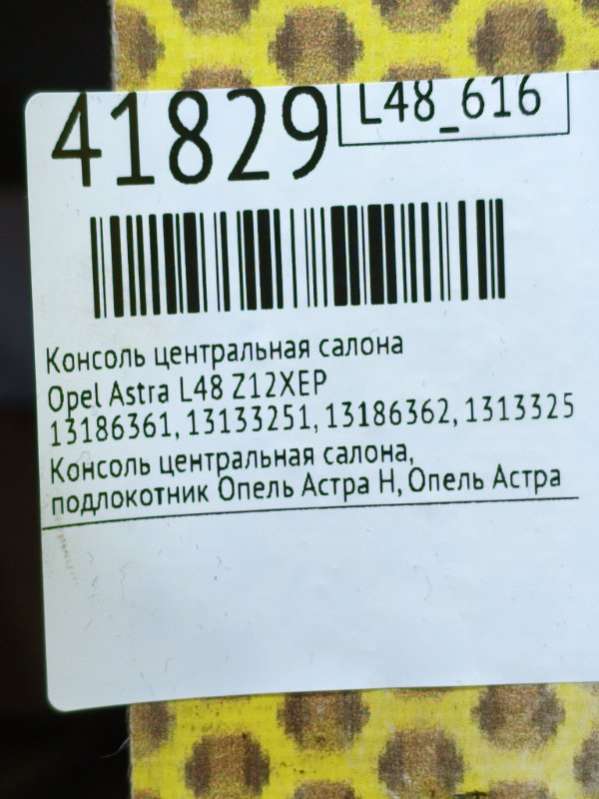 41829
L48_616
Консоль центральная салона
Opel Astra L48 Z12XEP
13186361, 13133251, 13186362, 1313325
Консоль центральная салона,
подлокотник Опель Астра H, Опель Астра